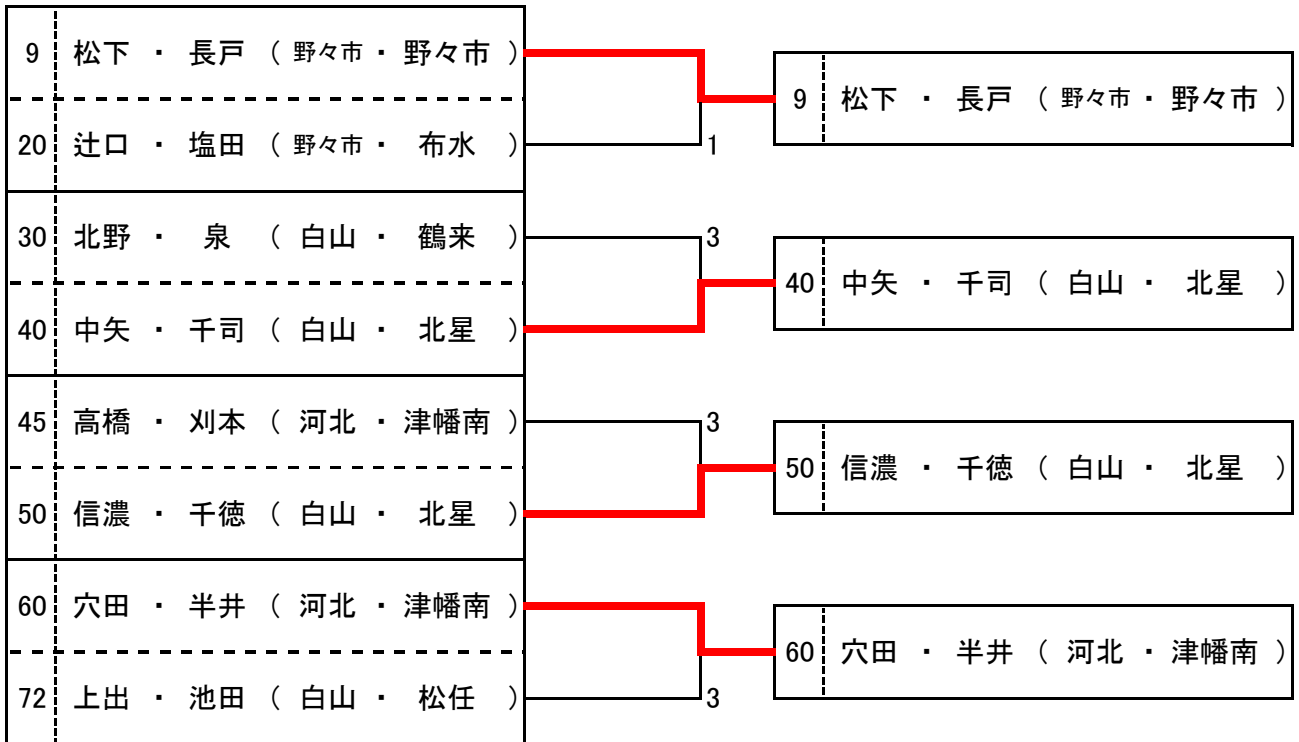 9 松下 ・ 長戸 ( 野々市 ・ 野々市 )
20 辻口 ・ 塩田 ( 野々市 ・ 布水 )
1
30 北野 ・ 泉 ( 白山 ・ 鶴来 )
3
40 中矢 ・ 千司 ( 白山 ・ 北星 )
45 高橋 ・ 刈本 ( 河北 ・ 津幡南 )
3
50 信濃 ・ 千徳 ( 白山 ・ 北星 )
60 穴田 ・ 半井 ( 河北 ・ 津幡南 )
72 上出 ・ 池田 ( 白山 ・ 松任 )
3
9 松下 ・ 長戸 ( 野々市 ・ 野々市 )
40 中矢 ・ 千司 ( 白山 ・ 北星 )
50 信濃 ・ 千徳 ( 白山 ・ 北星 )
60 穴田 ・ 半井 ( 河北 ・ 津幡南 )